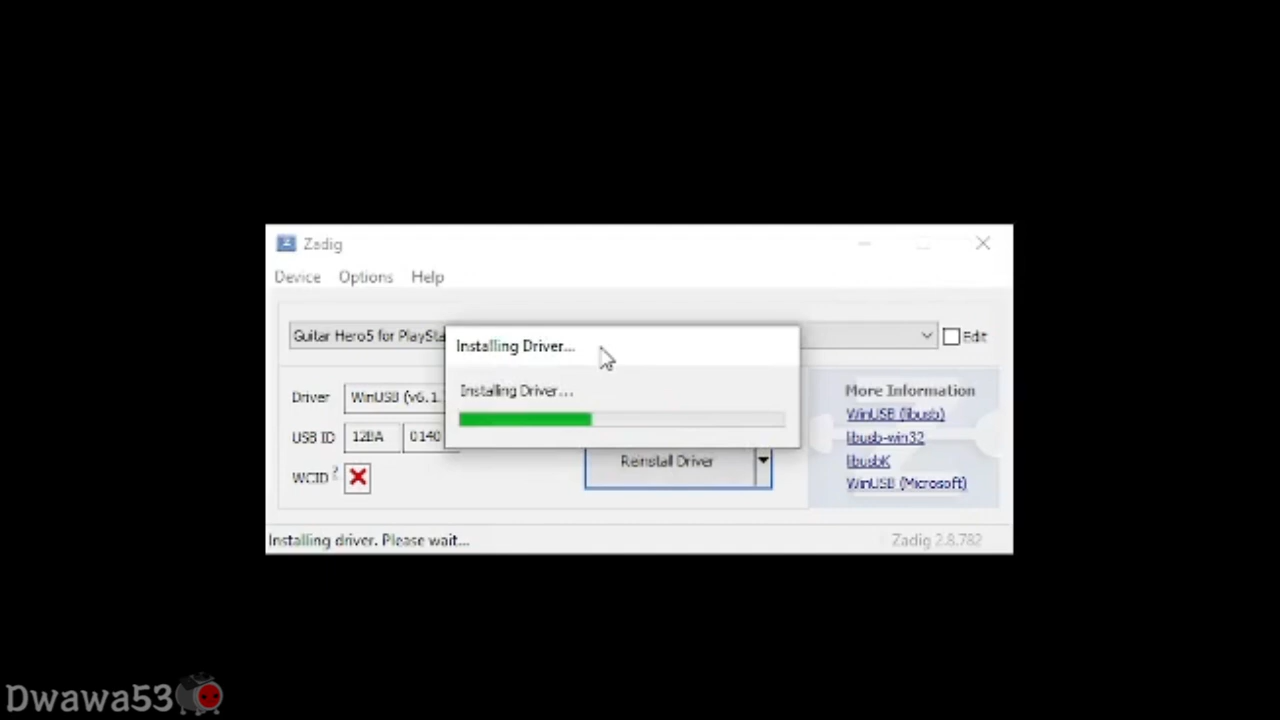 Zadig
Device Options Help
Guitar Hero5 for PlaySta
Edit
Installing Driver...
Installing Driver...
Driver WinUSB (v6.1.
USB ID 12BA 0140
WCID ?
Reinstall Driver
More Information
WinUSB (libusb)
libusb-win32
libusbK
WinUSB (Microsoft)
Installing driver. Please wait...
Zadig 2.8.782
Dwawa53